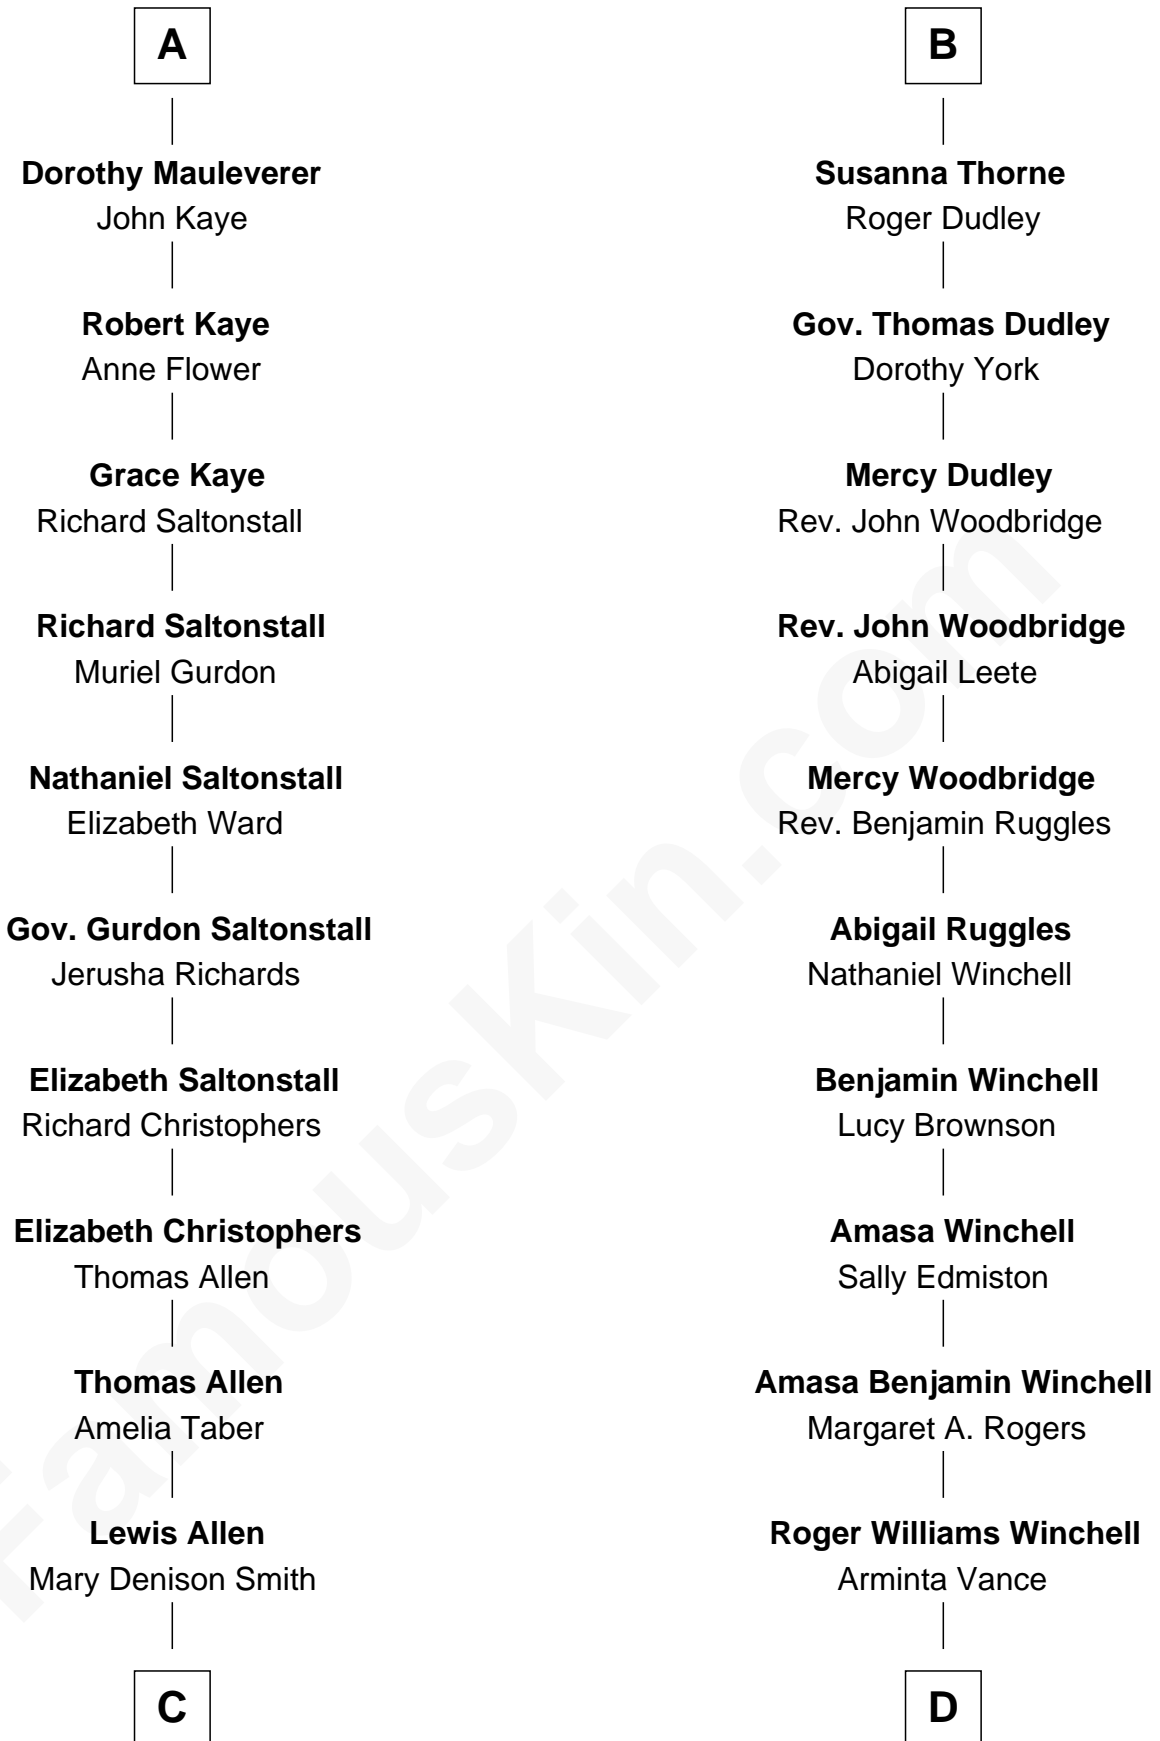 A
Dorothy Mauleverer
John Kaye
Robert Kaye
Anne Flower
Grace Kaye
Richard Saltonstall
Richard Saltonstall
Muriel Gurdon
Nathaniel Saltonstall
Elizabeth Ward
Gov. Gurdon Saltonstall
Jerusha Richards
Elizabeth Saltonstall
Richard Christophers
Elizabeth Christophers
Thomas Allen
Thomas Allen
Amelia Taber
Lewis Allen
Mary Denison Smith
C
B
Susanna Thorne
Roger Dudley
Gov. Thomas Dudley
Dorothy York
Mercy Dudley
Rev. John Woodbridge
Rev. John Woodbridge
Abigail Leete
Mercy Woodbridge
Rev. Benjamin Ruggles
Abigail Ruggles
Nathaniel Winchell
Benjamin Winchell
Lucy Brownson
Amasa Winchell
Sally Edmiston
Amasa Benjamin Winchell
Margaret A. Rogers
Roger Williams Winchell
Arminta Vance
D
FamousKin.com